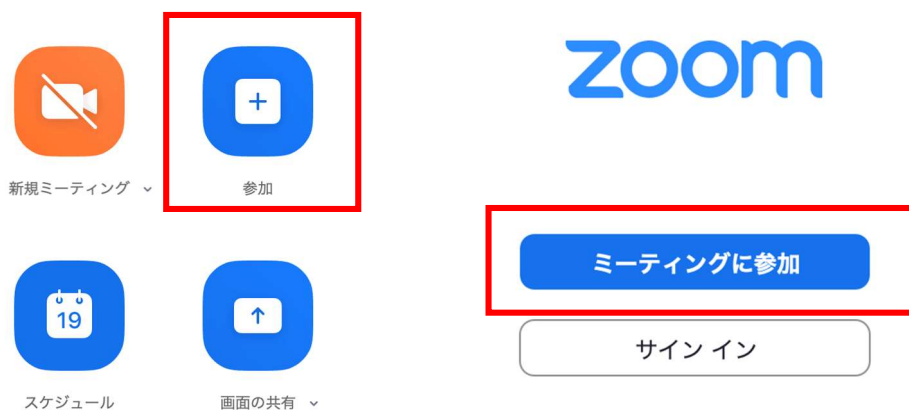 zoom
新規ミーティング
参加
ミーティングに参加
19
サイン イン
スケジュール
画面の共有